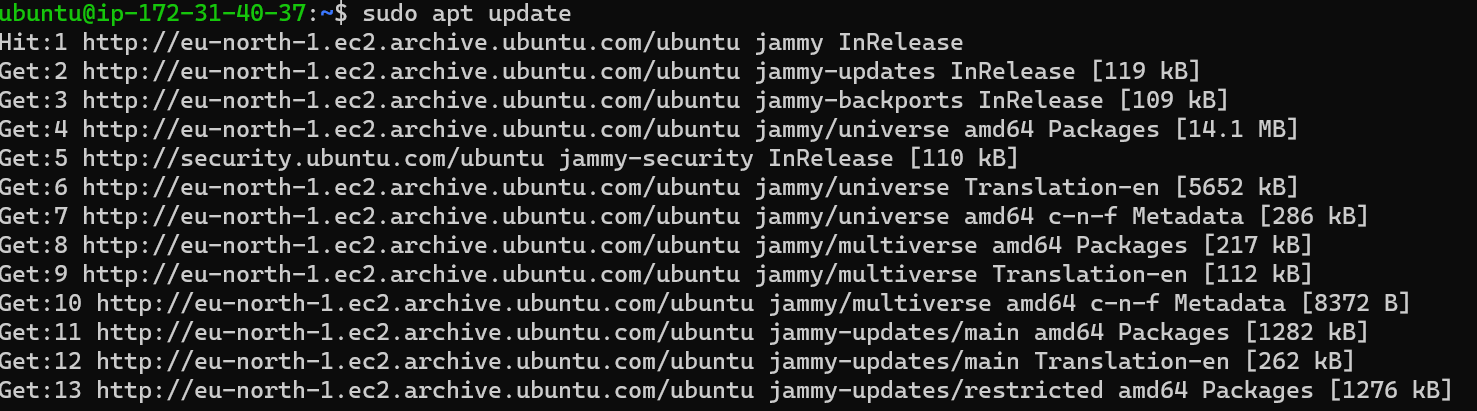 ubuntu@ip-172-31-40-37:~$ sudo apt update
Hit:1 http://eu-north-1.ec2.archive.ubuntu.com/ubuntu jammy InRelease
Get:2 http://eu-north-1.ec2.archive.ubuntu.com/ubuntu jammy-updates InRelease [119 kB]
Get:3 http://eu-north-1.ec2.archive.ubuntu.com/ubuntu jammy-backports InRelease [109 kB]
Get:4 http://eu-north-1.ec2.archive.ubuntu.com/ubuntu jammy/universe amd64 Packages [14.1 MB]
Get:5 http://security.ubuntu.com/ubuntu jammy-security InRelease [110 kB]
Get:6 http://eu-north-1.ec2.archive.ubuntu.com/ubuntu jammy/universe Translation-en [5652 kB]
Get:7 http://eu-north-1.ec2.archive.ubuntu.com/ubuntu jammy/universe amd64 c-n-f Metadata [286 kB]
Get:8 http://eu-north-1.ec2.archive.ubuntu.com/ubuntu jammy/multiverse amd64 Packages [217 kB]
Get:9 http://eu-north-1.ec2.archive.ubuntu.com/ubuntu jammy/multiverse Translation-en [112 kB]
Get:10 http://eu-north-1.ec2.archive.ubuntu.com/ubuntu jammy/multiverse amd64 c-n-f Metadata [8372 B]
Get:11 http://eu-north-1.ec2.archive.ubuntu.com/ubuntu jammy-updates/main amd64 Packages [1282 kB]
Get:12 http://eu-north-1.ec2.archive.ubuntu.com/ubuntu jammy-updates/main Translation-en [262 kB]
Get:13 http://eu-north-1.ec2.archive.ubuntu.com/ubuntu jammy-updates/restricted amd64 Packages [1276 kB]